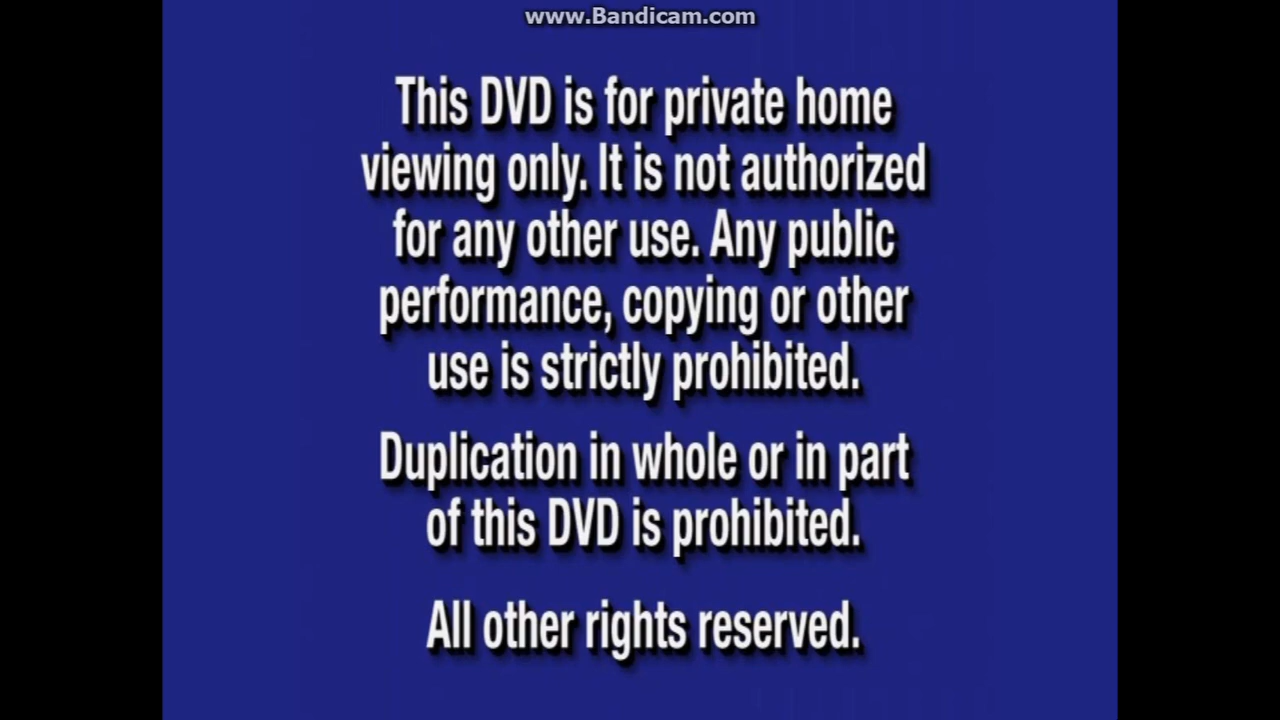 www.Bandicam.com
This DVD is for private home
viewing only. It is not authorized
for any other use. Any public
performance, copying or other
use is strictly prohibited.
Duplication in whole or in part
of this DVD is prohibited.
All other rights reserved.